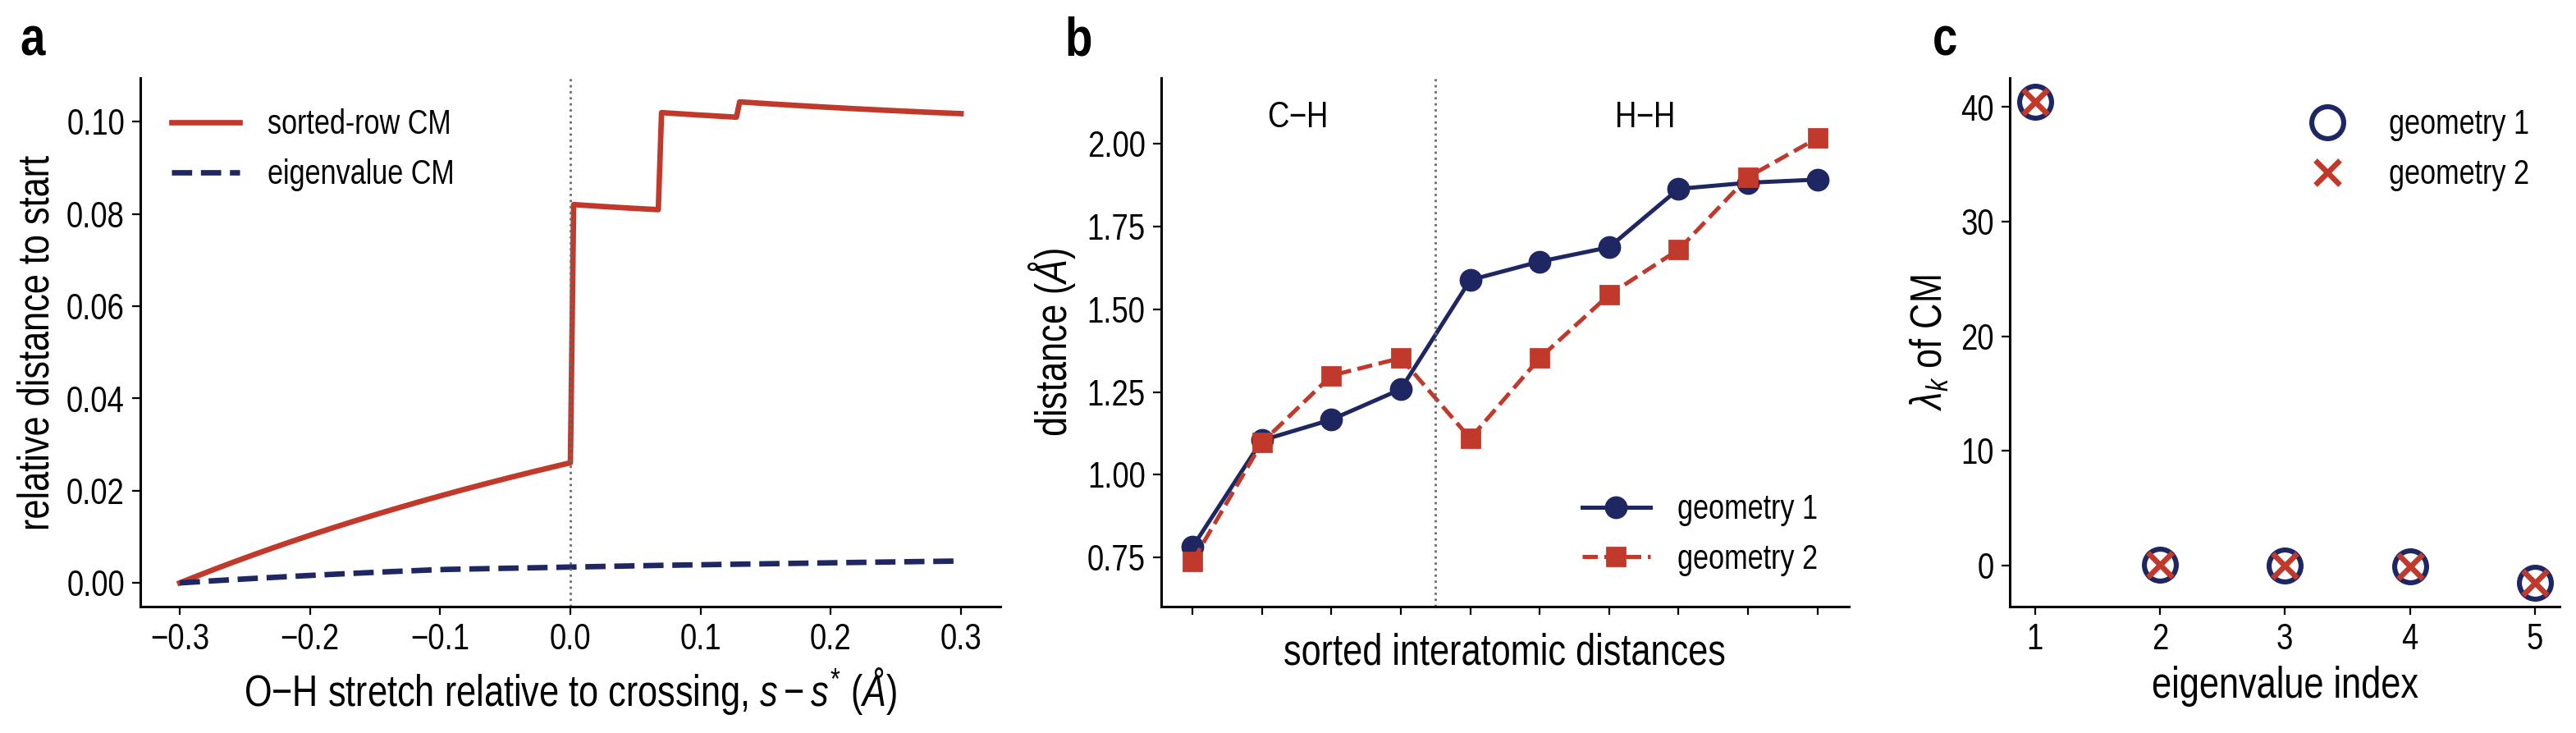 a
sorted-row CM
eigenvalue CM
0.10
0.08
0.06
0.04
0.02
0.00
relative distance to start
−0.3 −0.2 −0.1 0.0 0.1 0.2 0.3
O−H stretch relative to crossing, s − s* (Å)
b
C−H H−H
2.00
1.75
1.50
1.25
1.00
0.75
distance (Å)
geometry 1
geometry 2
sorted interatomic distances
c
geometry 1
geometry 2
40
30
20
10
0
λk of CM
1 2 3 4 5
eigenvalue index